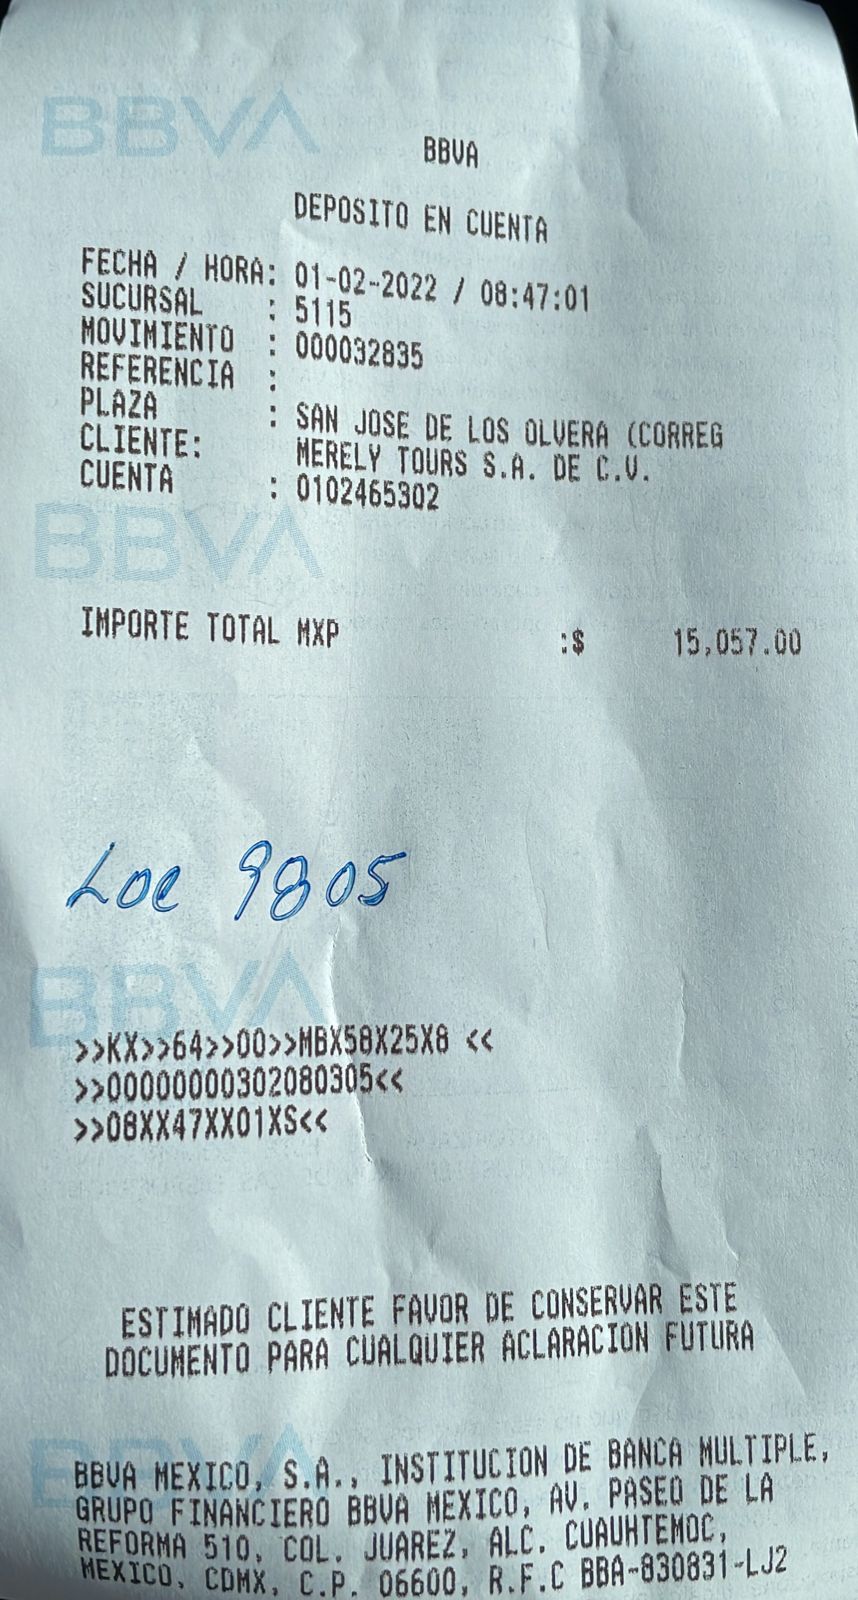 BBVA
BBVA
DEPOSITO EN CUENTA
FECHA / HORA: 01-02-2022 / 08:47:01
SUCURSAL : 5115
MOVIMIENTO : 000032835
REFERENCIA :
PLAZA : SAN JOSE DE LOS OLVERA (CORREG
CLIENTE: MERELY TOURS S.A. DE C.V.
CUENTA : 0102465302
BBVA
IMPORTE TOTAL MXP :$ 15,057.00
Loc 9805
BBVA
>>KX>>64>>00>>MBX58X25X8 <<
>>00000000302080305<<
>>08XX47XX01XS<<
ESTIMADO CLIENTE FAVOR DE CONSERVAR ESTE
DOCUMENTO PARA CUALQUIER ACLARACION FUTURA
BBVA
BBVA MEXICO, S.A., INSTITUCION DE BANCA MULTIPLE,
GRUPO FINANCIERO BBVA MEXICO, AV. PASEO DE LA
REFORMA 510, COL. JUAREZ, ALC. CUAUHTEMOC,
MEXICO, CDMX, C.P. 06600, R.F.C BBA-830831-LJ2